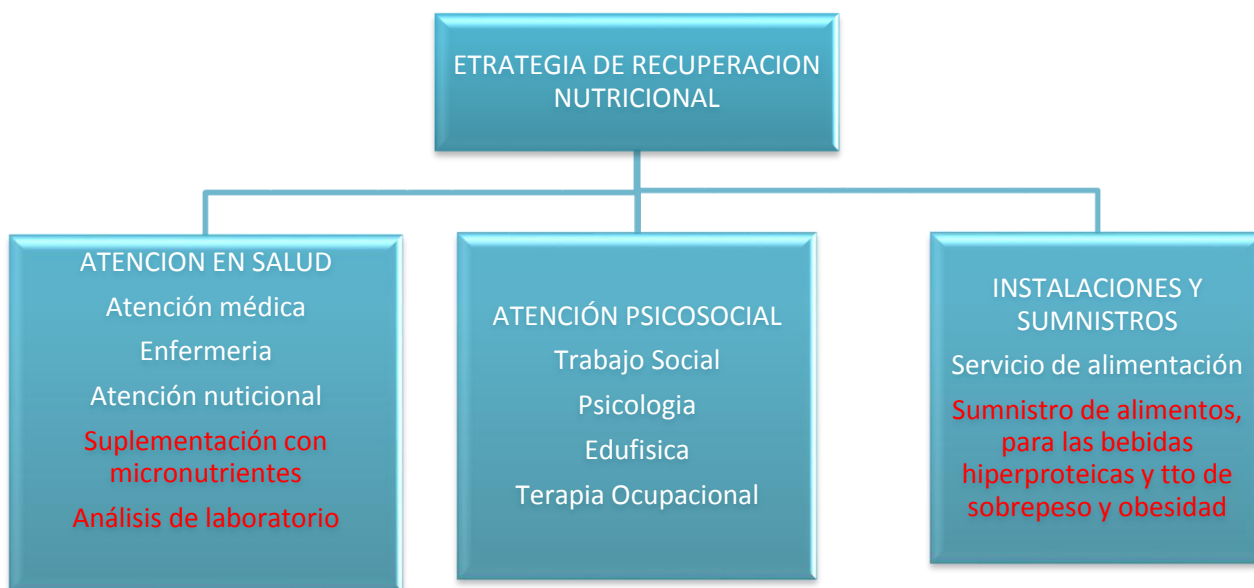 ETRATEGIA DE RECUPERACION
NUTRICIONAL
ATENCION EN SALUD
Atención médica
Enfermeria
Atención nuticional
Suplementación con
micronutrientes
Análisis de laboratorio
ATENCIÓN PSICOSOCIAL
Trabajo Social
Psicologia
Edufisica
Terapia Ocupacional
INSTALACIONES Y
SUMNISTROS
Servicio de alimentación
Sumnistro de alimentos,
para las bebidas
hiperproteicas y tto de
sobrepeso y obesidad